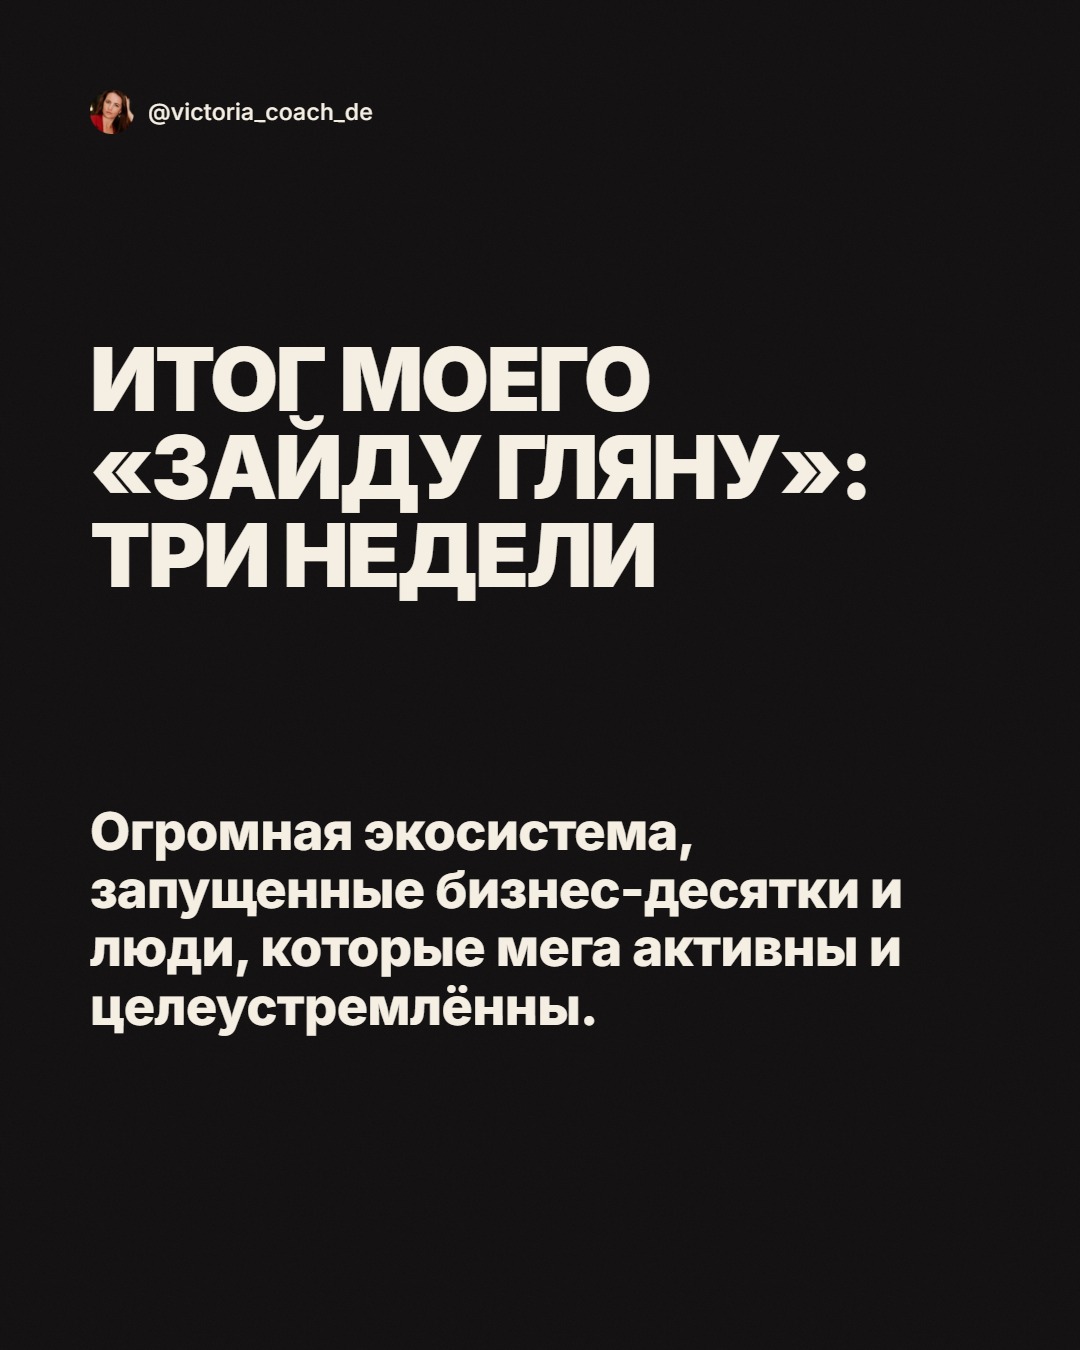 @victoria_coach_de
ИТОГ МОЕГО
«ЗАЙДУ ГЛЯНУ»:
ТРИ НЕДЕЛИ
Огромная экосистема,
запущенные бизнес-десятки и
люди, которые мега активны и
целеустремлённы.